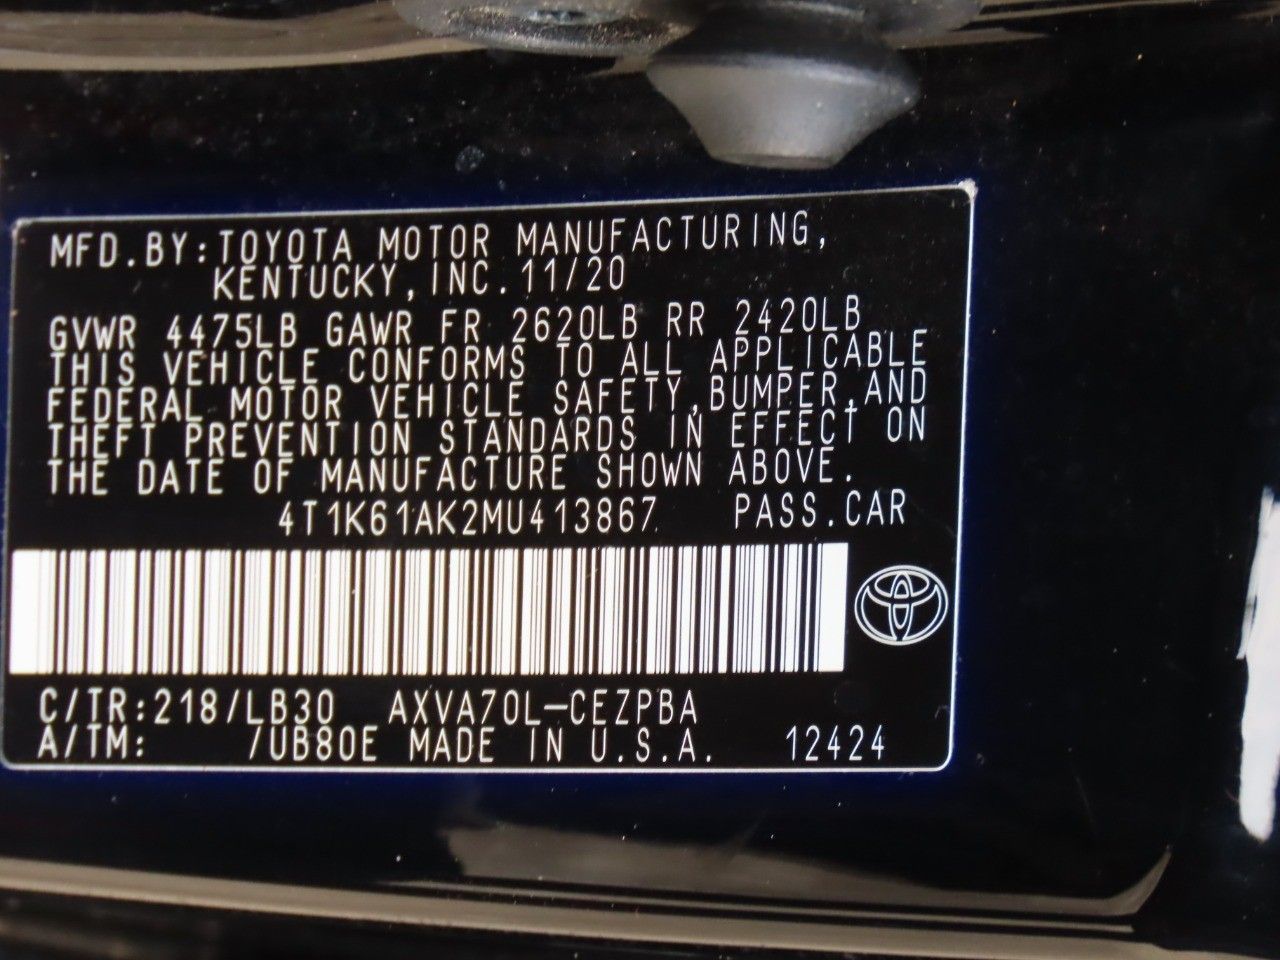 MFD.BY:TOYOTA MOTOR MANUFACTURING,
KENTUCKY, INC. 11/20
GVWR 4475LB GAWR FR 2620LB RR 2420LB
THIS VEHICLE CONFORMS TO ALL APPLICABLE
FEDERAL MOTOR VEHICLE SAFETY,BUMPER,AND
THEFT PREVENTION STANDARDS IN EFFECT ON
THE DATE OF MANUFACTURE SHOWN ABOVE.
4T1K61AK2MU413867 PASS.CAR
C/TR:218/LB30 AXVA70L-CEZPBA
A/TM: /UB80E MADE IN U.S.A. 12424